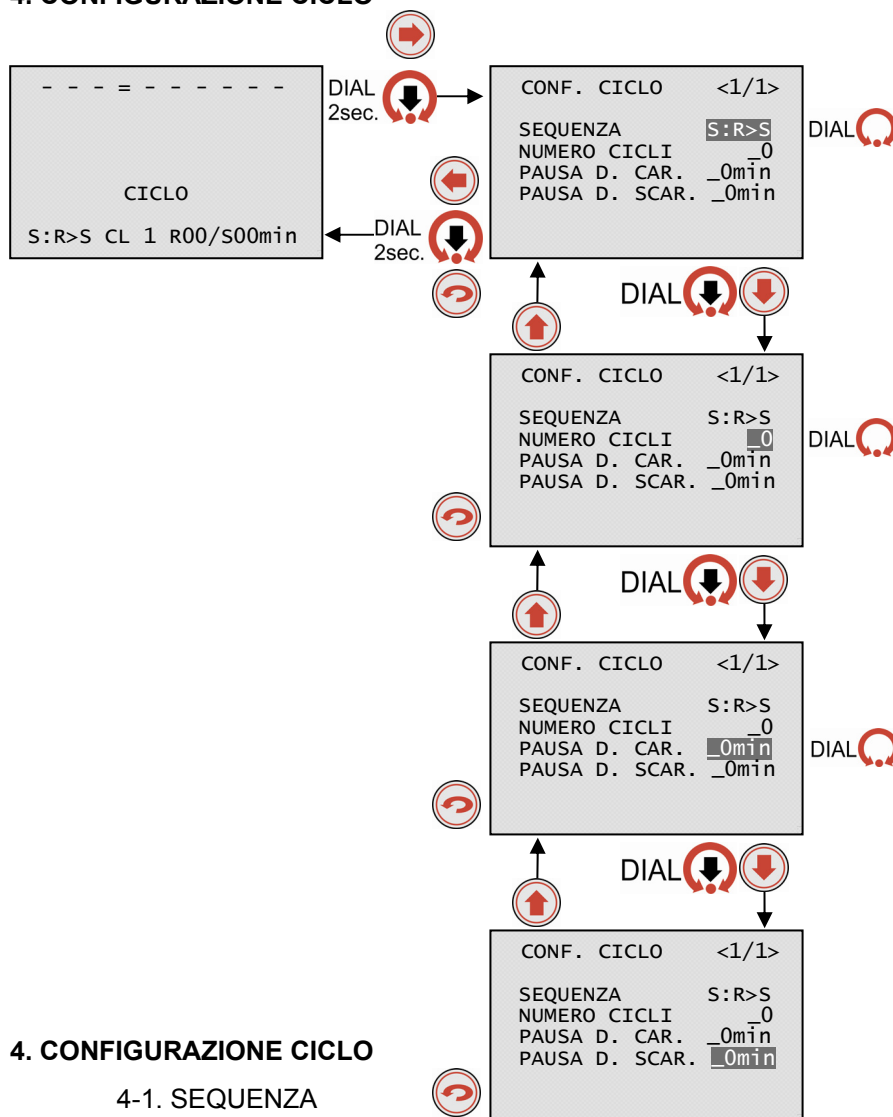 4. CONFIGURAZIONE CICLO
- - - = - - - - - -
CICLO
S:R>S CL 1 R00/S00min
DIAL
2sec.
DIAL
2sec.
CONF. CICLO <1/1>
SEQUENZA S:R>S
NUMERO CICLI _0
PAUSA D. CAR. _0min
PAUSA D. SCAR. _0min
DIAL
DIAL
CONF. CICLO <1/1>
SEQUENZA S:R>S
NUMERO CICLI _0
PAUSA D. CAR. _0min
PAUSA D. SCAR. _0min
DIAL
DIAL
CONF. CICLO <1/1>
SEQUENZA S:R>S
NUMERO CICLI _0
PAUSA D. CAR. _0min
PAUSA D. SCAR. _0min
DIAL
DIAL
CONF. CICLO <1/1>
SEQUENZA S:R>S
NUMERO CICLI _0
PAUSA D. CAR. _0min
PAUSA D. SCAR. _0min
4. CONFIGURAZIONE CICLO
4-1. SEQUENZA